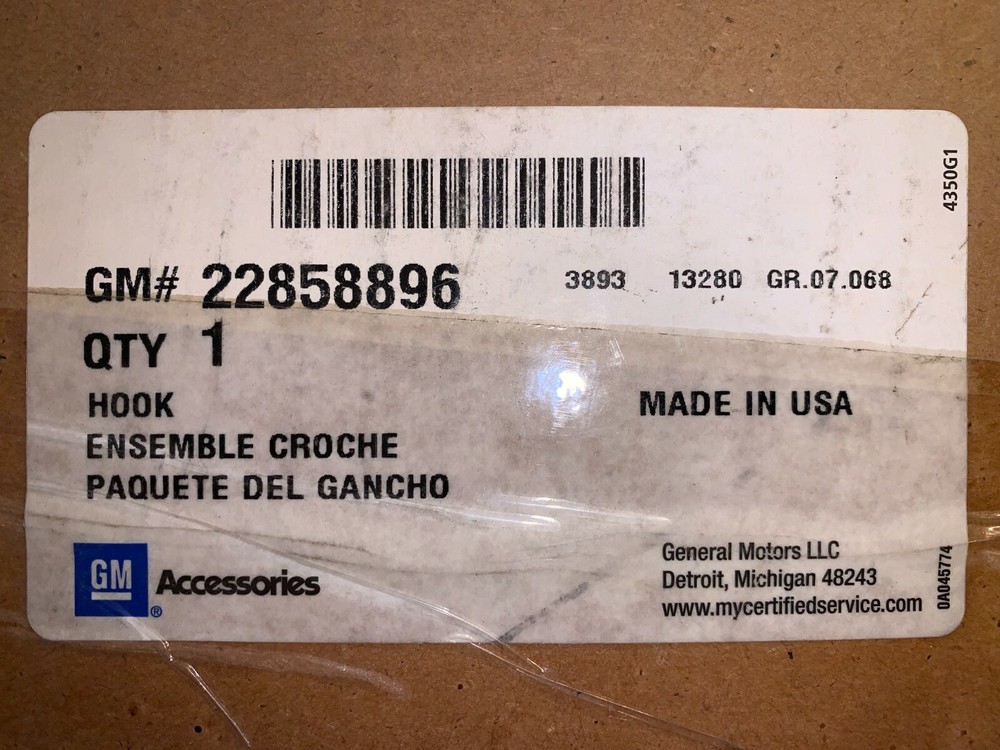 4350G1
GM# 22858896 3893 13280 GR.07.068
QTY 1
HOOK
MADE IN USA
ENSEMBLE CROCHE
PAQUETE DEL GANCHO
GM® Accessories
General Motors LLC
Detroit, Michigan 48243
www.mycertifiedservice.com
0A045774